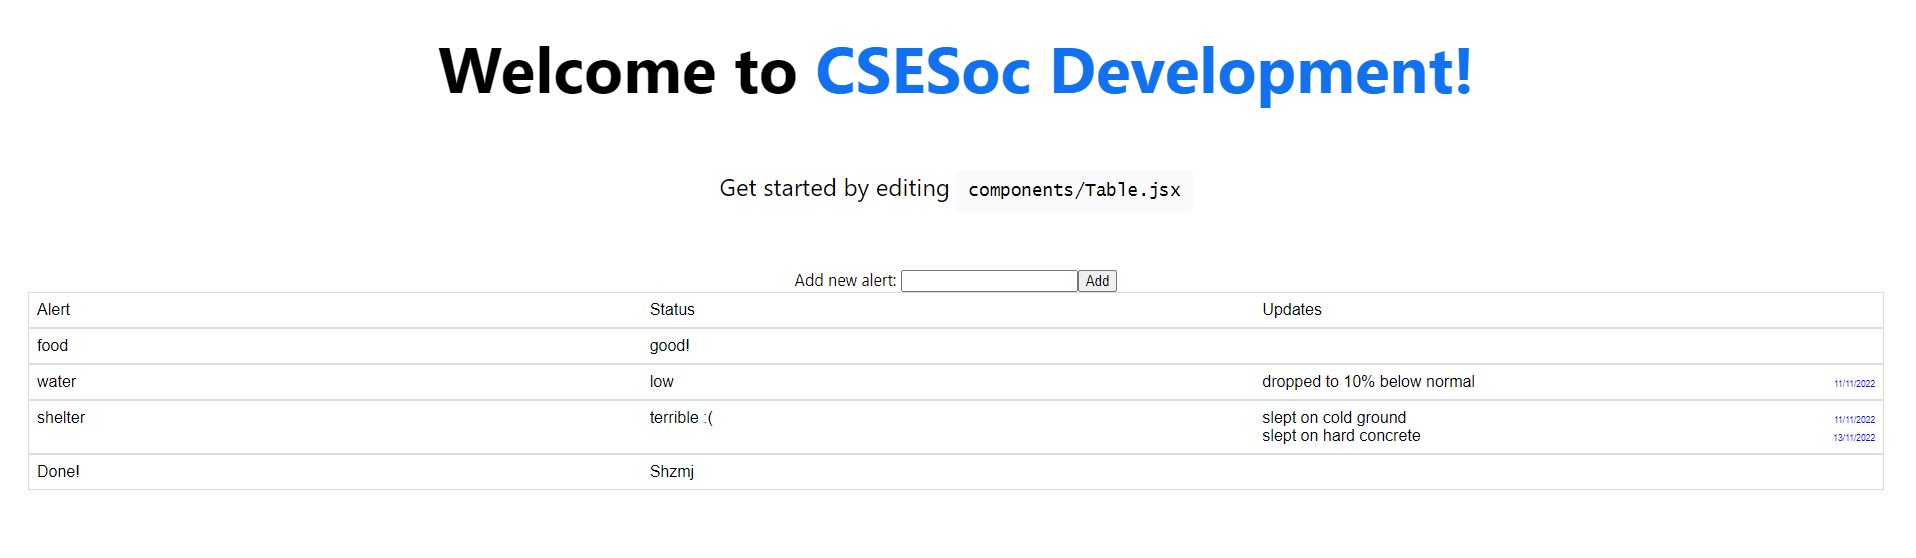 Welcome to CSESoc Development!
Get started by editing components/Table.jsx
Add new alert: Add
Alert Status Updates
food good!
water low dropped to 10% below normal 11/11/2022
shelter terrible :( slept on cold ground 11/11/2022
slept on hard concrete 13/11/2022
Done! Shzmj